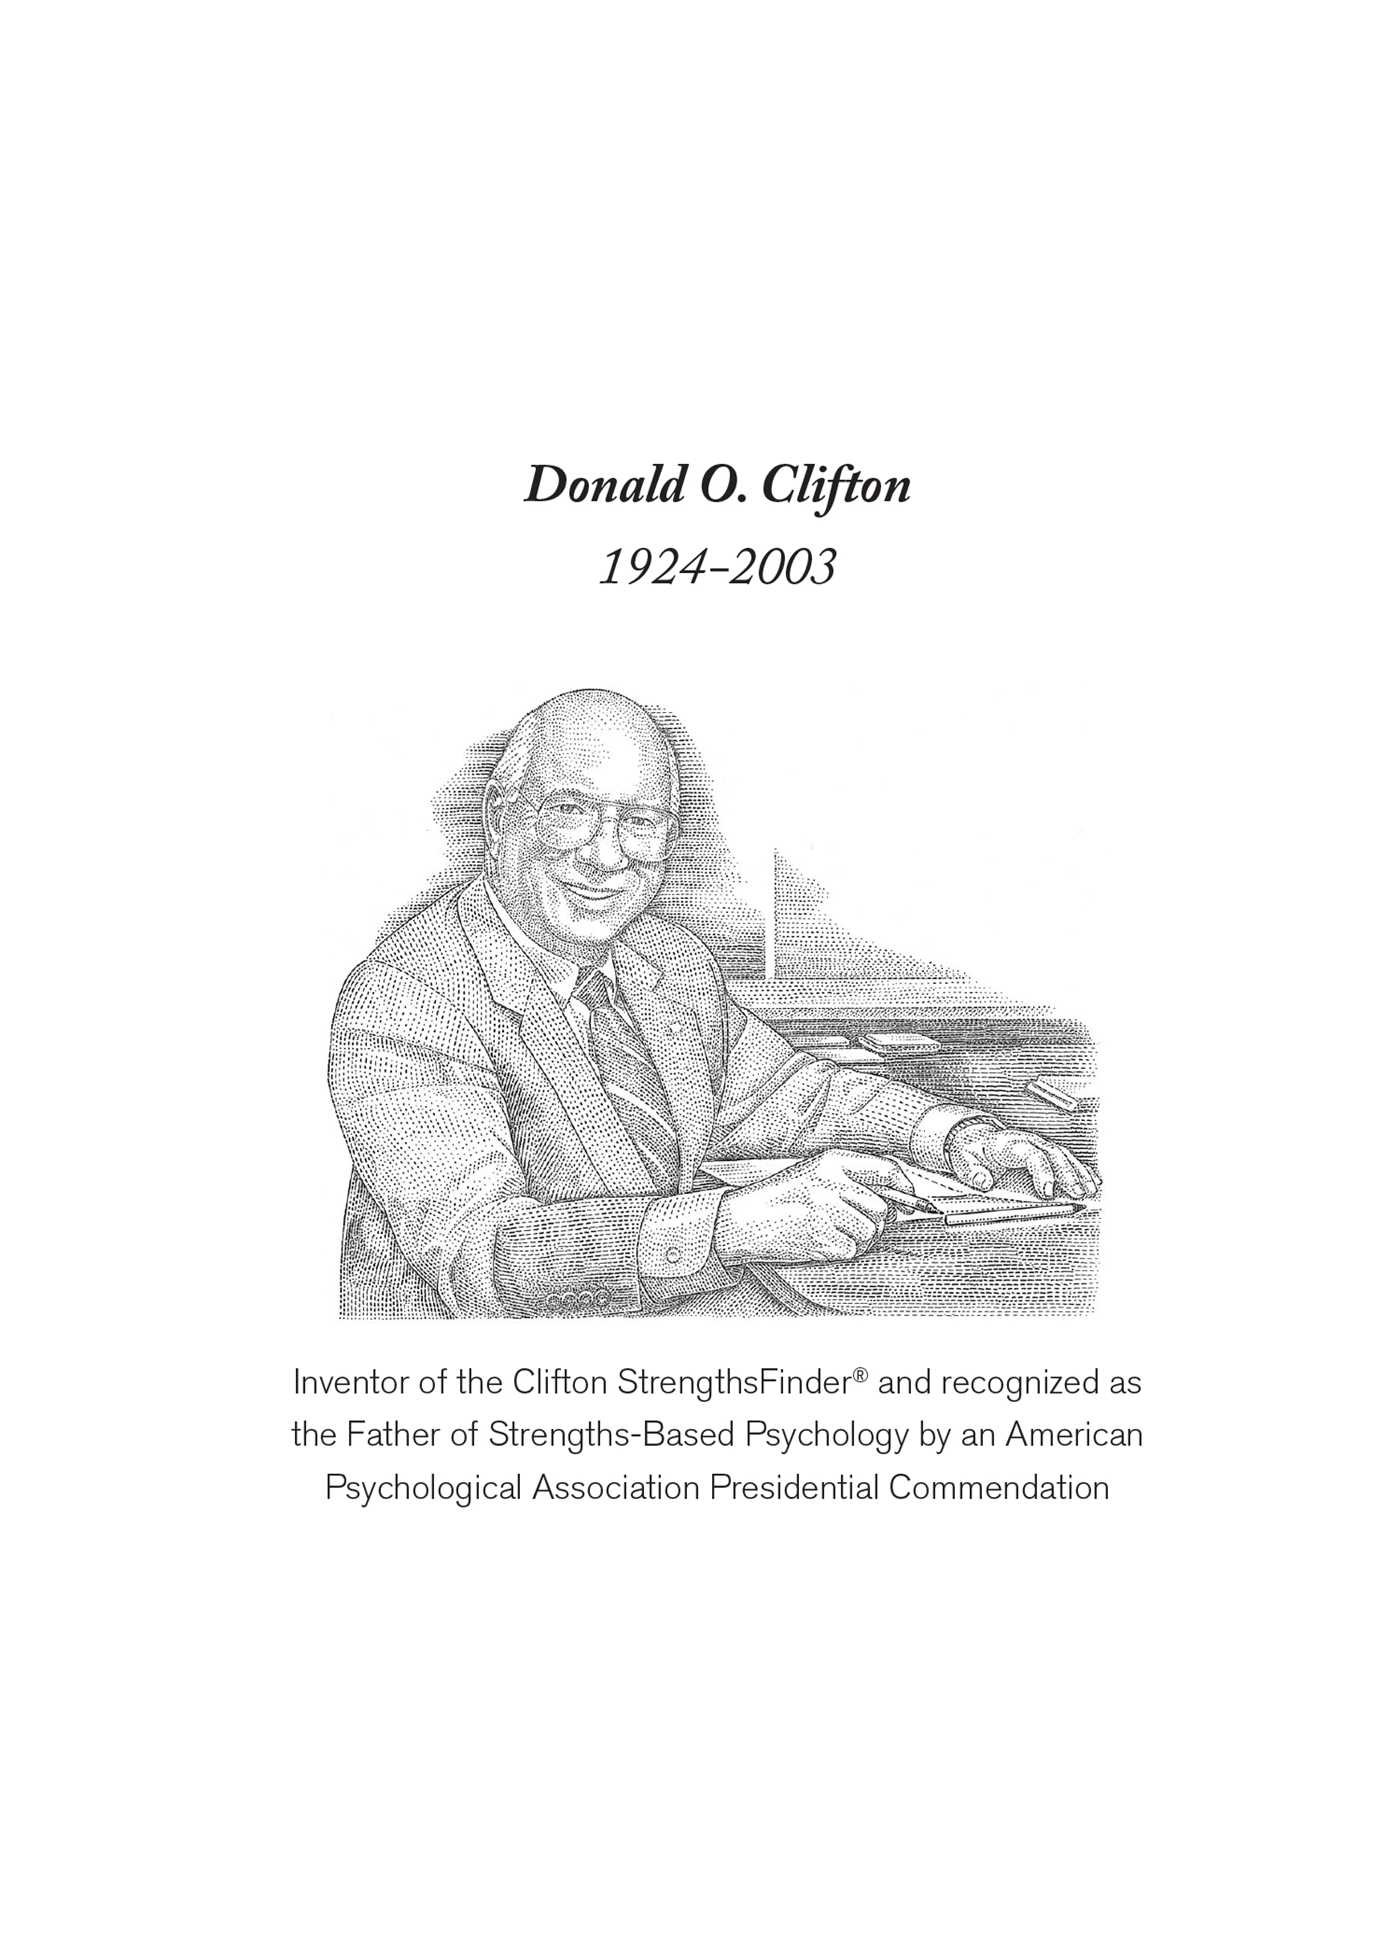 Donald O. Clifton
1924–2003
Inventor of the Clifton StrengthsFinder® and recognized as
the Father of Strengths-Based Psychology by an American
Psychological Association Presidential Commendation